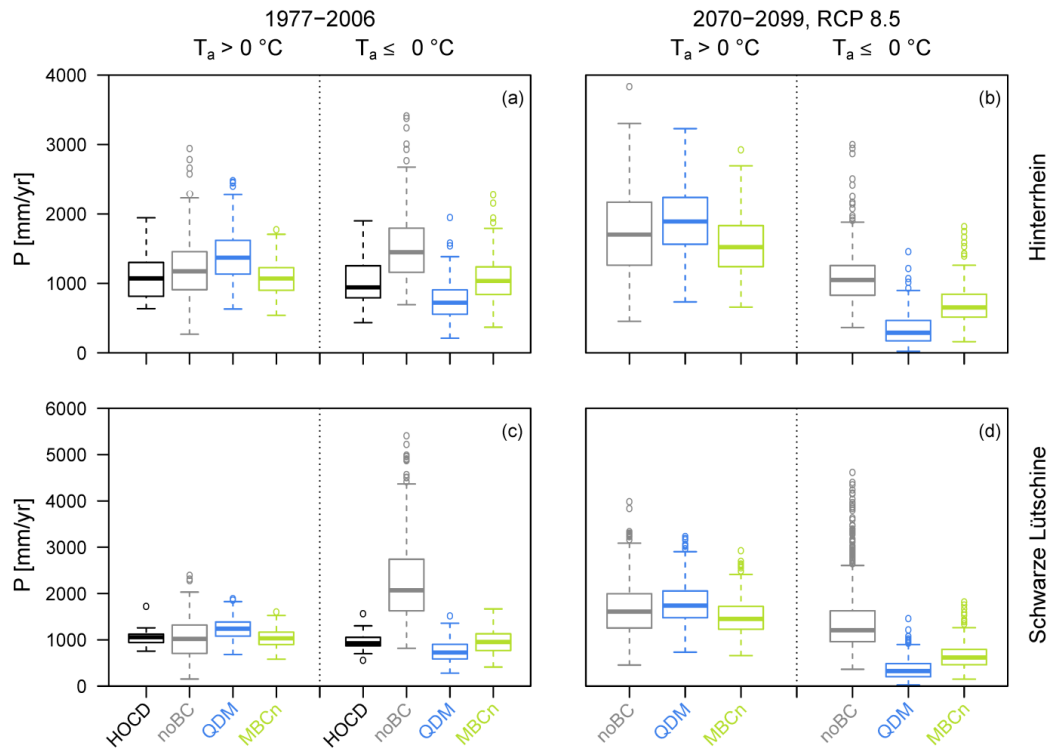 1977−2006
2070−2099, RCP 8.5
Ta > 0 °C
Ta ≤ 0 °C
Ta > 0 °C
Ta ≤ 0 °C
P [mm/yr]
4000
3000
2000
1000
0
(a)
(b)
Hinterrhein
P [mm/yr]
6000
5000
4000
3000
2000
1000
0
(c)
(d)
Schwarze Lütschine
HOCD
noBC
QDM
MBCn
HOCD
noBC
QDM
MBCn
noBC
QDM
MBCn
noBC
QDM
MBCn